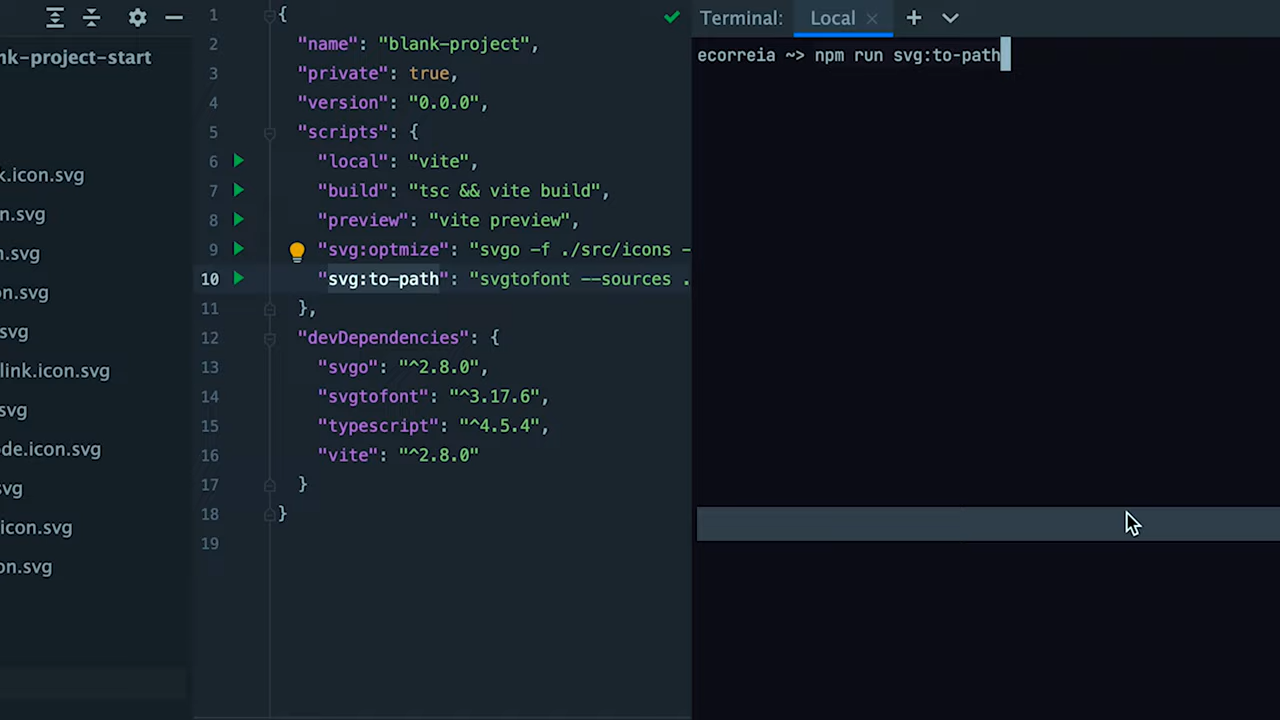 nk-project-start
k.icon.svg
n.svg
n.svg
on.svg
svg
link.icon.svg
svg
de.icon.svg
svg
icon.svg
on.svg
1 {
2 "name": "blank-project",
3 "private": true,
4 "version": "0.0.0",
5 "scripts": {
6 "local": "vite",
7 "build": "tsc && vite build",
8 "preview": "vite preview",
9 "svg:optmize": "svgo -f ./src/icons -
10 "svg:to-path": "svgtofont --sources .
11 },
12 "devDependencies": {
13 "svgo": "^2.8.0",
14 "svgtofont": "^3.17.6",
15 "typescript": "^4.5.4",
16 "vite": "^2.8.0"
17 }
18 }
19
Terminal: Local
ecorreia ~> npm run svg:to-path